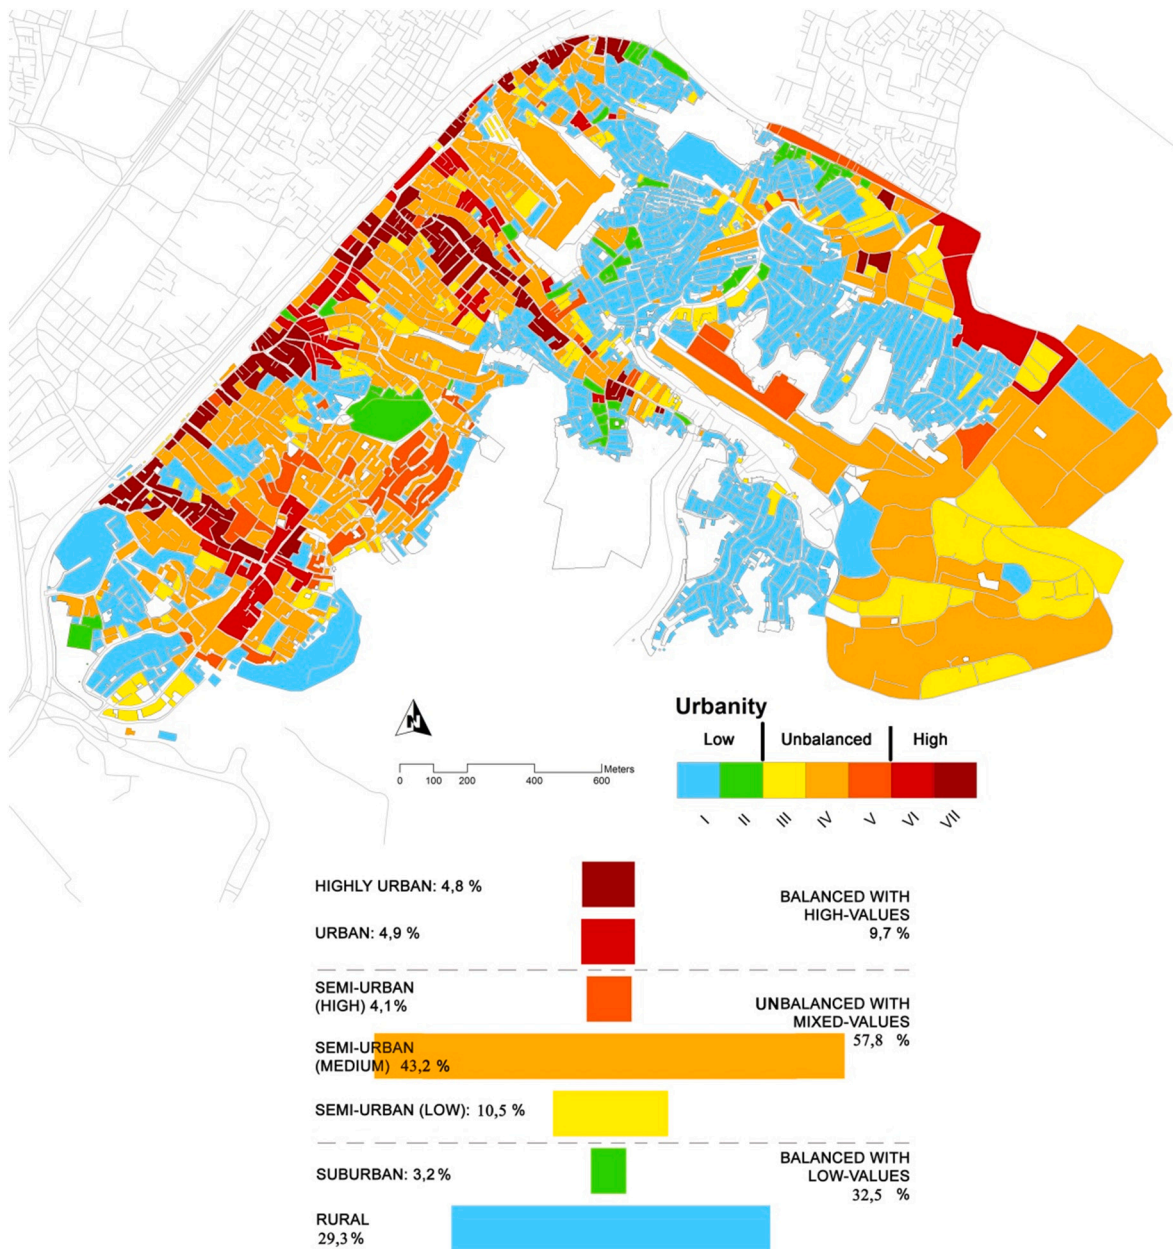 N
0 100 200 400 600 Meters
Urbanity
Low Unbalanced High
I II III IV V VI VII
HIGHLY URBAN: 4,8 %
BALANCED WITH
HIGH-VALUES
9,7 %
URBAN: 4,9 %
SEMI-URBAN
(HIGH) 4,1%
UNBALANCED WITH
MIXED-VALUES
57,8 %
SEMI-URBAN
(MEDIUM) 43,2 %
SEMI-URBAN (LOW): 10,5 %
SUBURBAN: 3,2%
BALANCED WITH
LOW-VALUES
32,5 %
RURAL
29,3%